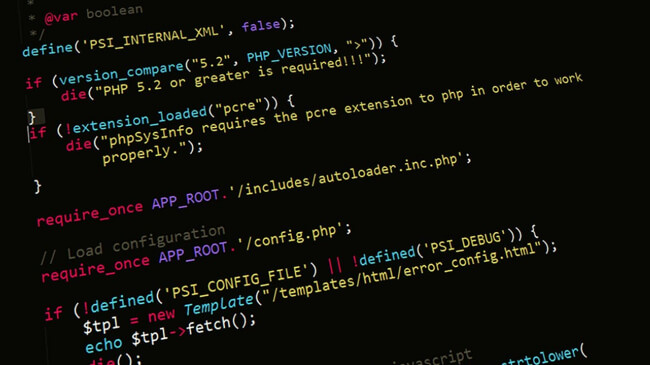 *
* @var boolean
*/
define('PSI_INTERNAL_XML', false);
if (version_compare("5.2", PHP_VERSION, ">")) {
die("PHP 5.2 or greater is required!!!");
}
if (!extension_loaded("pcre")) {
die("phpSysInfo requires the pcre extension to php in order to work
properly.");
}
require_once APP_ROOT.'/includes/autoloader.inc.php';
// Load configuration
require_once APP_ROOT.'/config.php';
if (!defined('PSI_CONFIG_FILE') || !defined('PSI_DEBUG')) {
$tpl = new Template("/templates/html/error_config.html");
echo $tpl->fetch();
die();
javascript
strtolower(